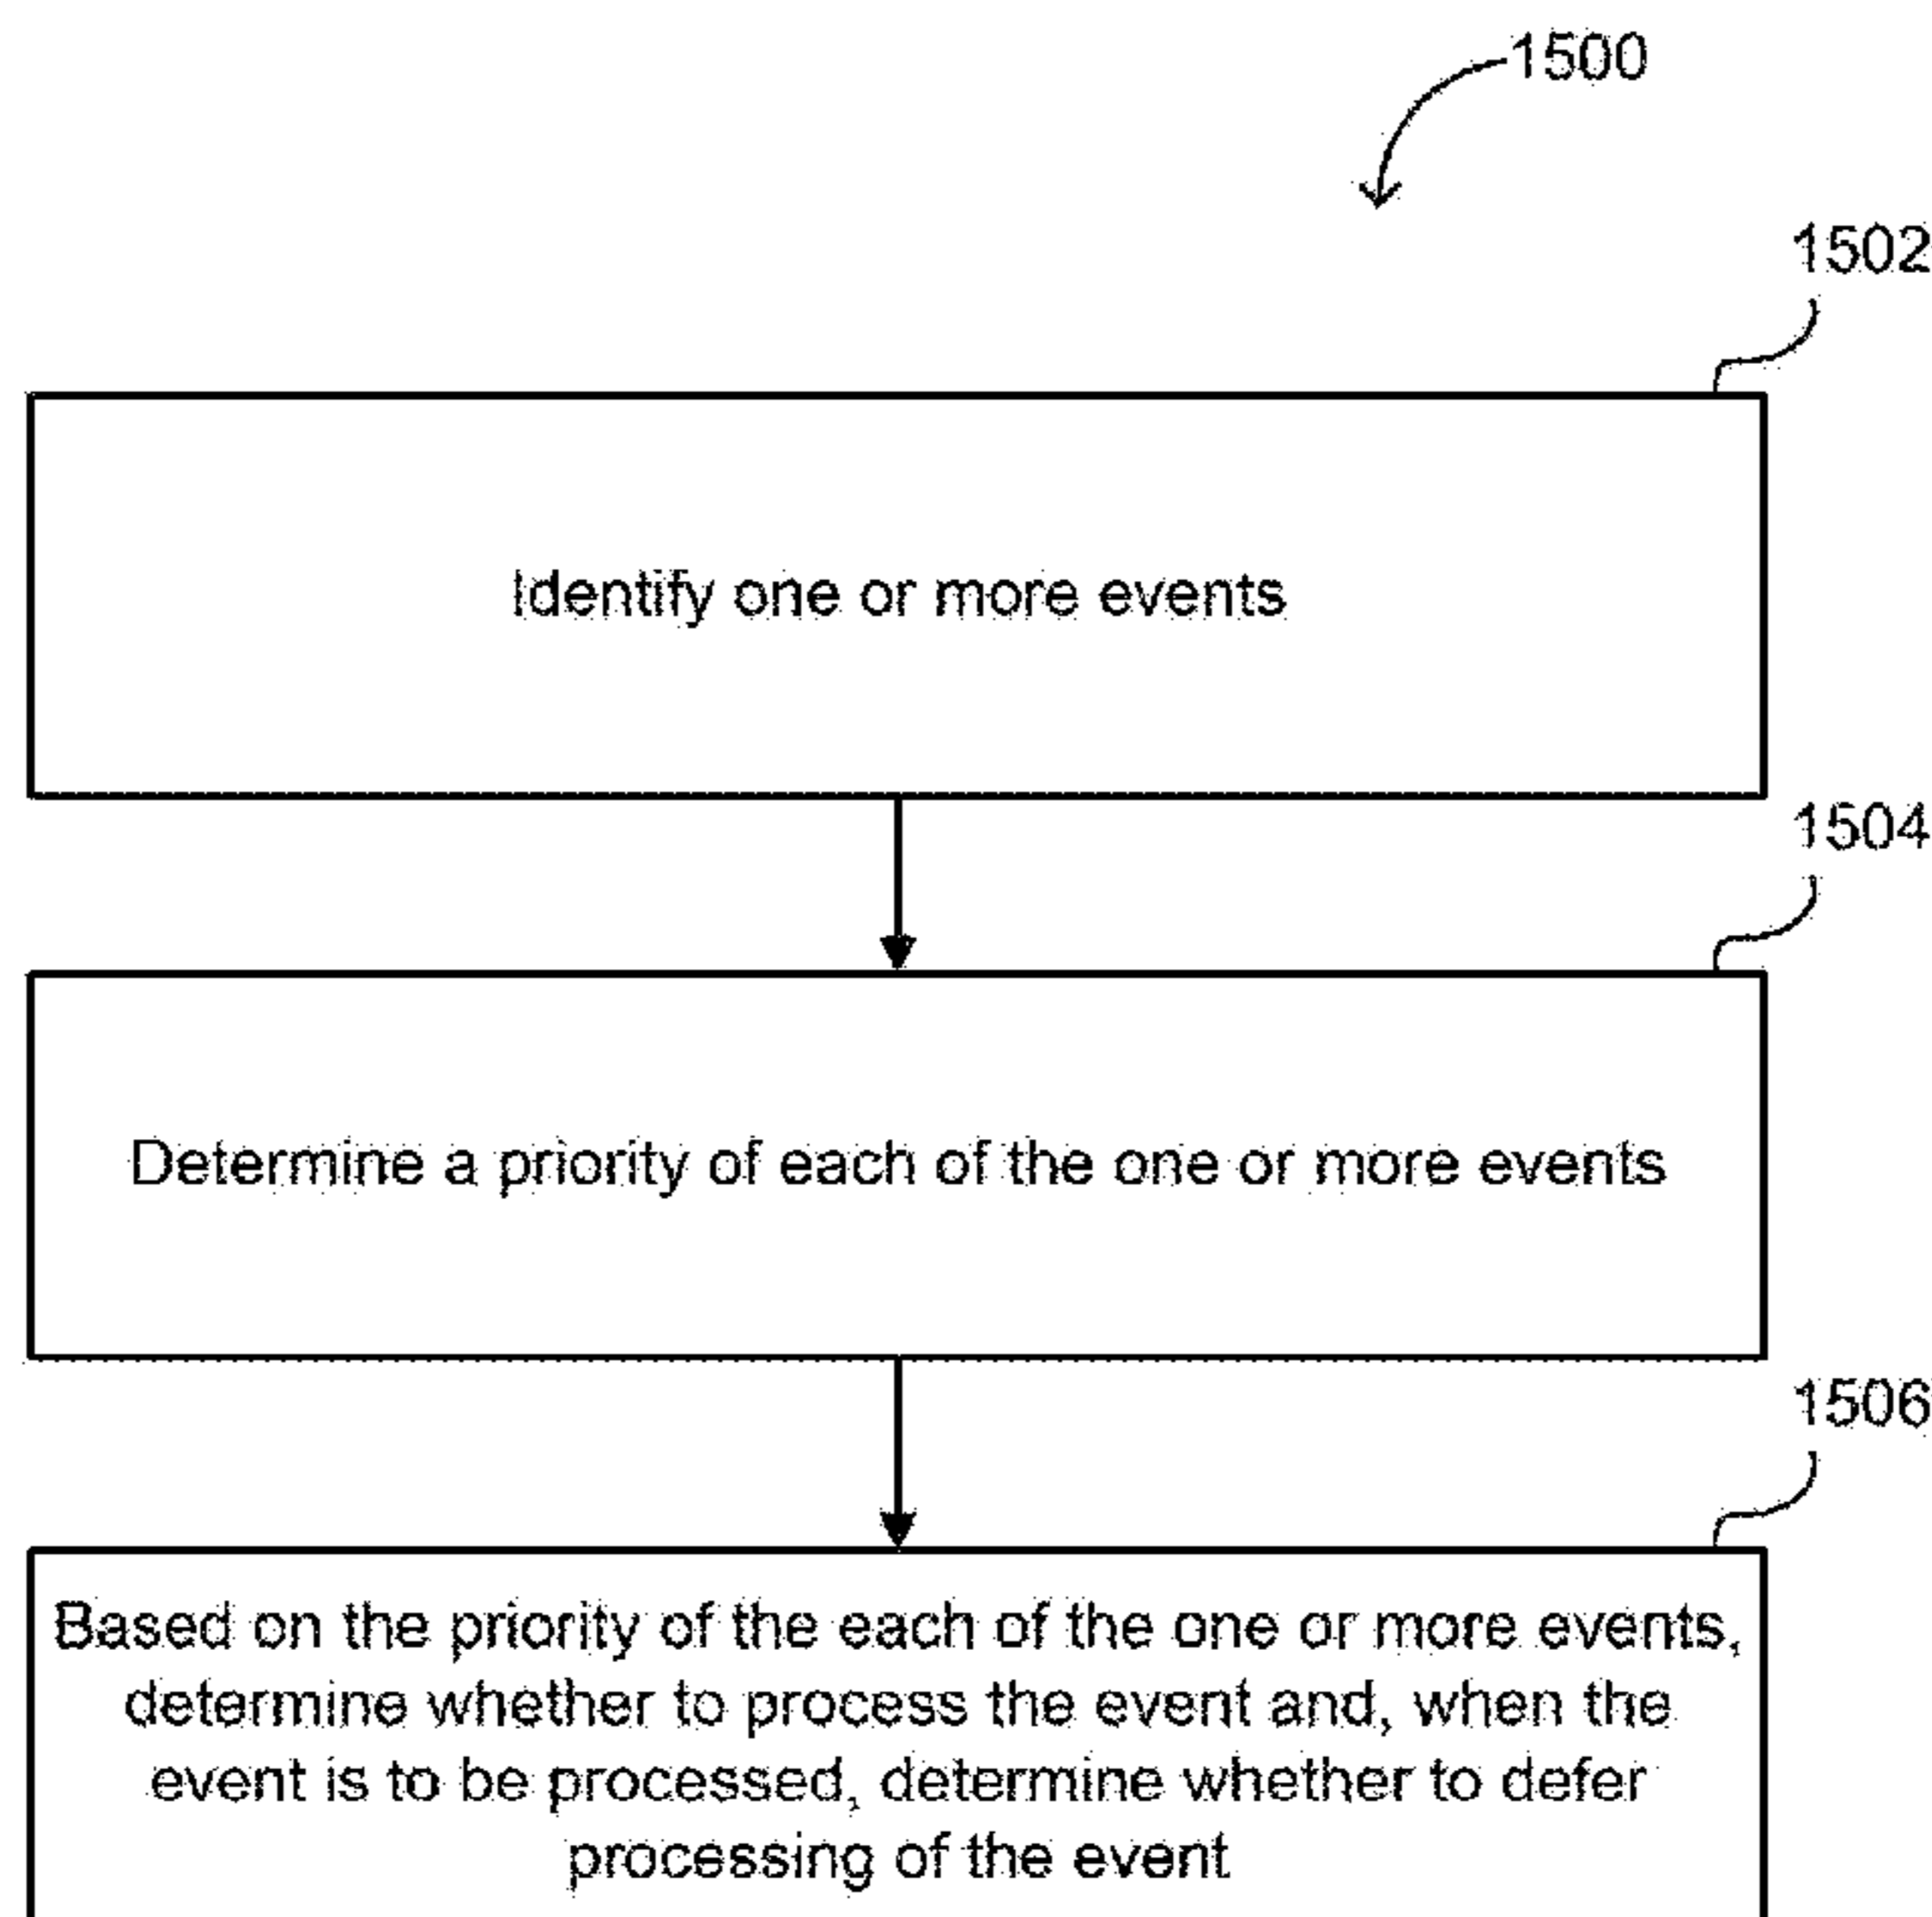 1500
1502
Identify one or more events
1504
Determine a priority of each of the one or more events
1506
Based on the priority of the each of the one or more events,
determine whether to process the event and, when the
event is to be processed, determine whether to defer
processing of the event